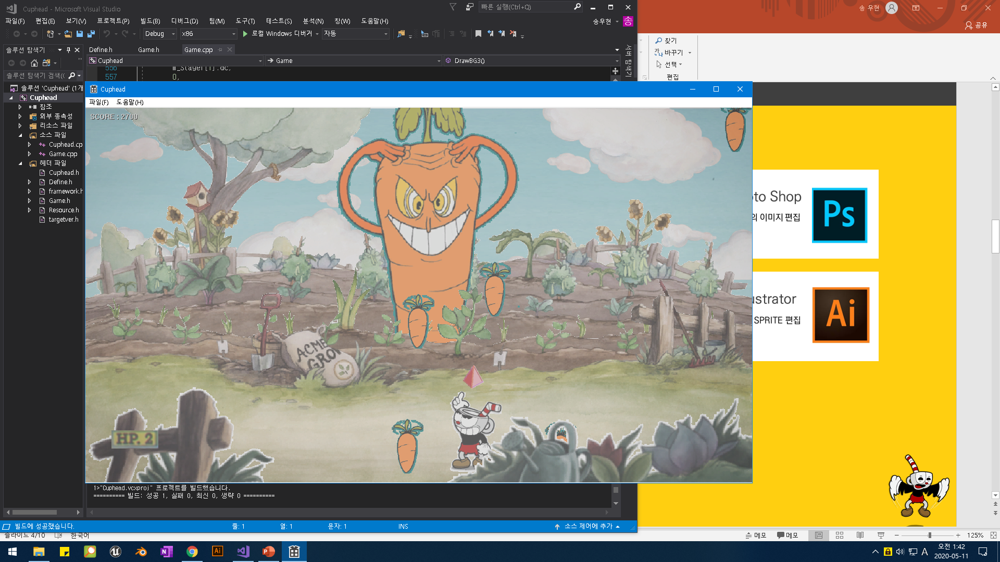 Cuphead - Microsoft Visual Studio
빠른 실행(Ctrl+Q)
송 우현
파일(F) 편집(E) 보기(V) 프로젝트(P) 빌드(B) 디버그(D) 팀(M) 도구(T) 테스트(S) 분석(N) 창(W) 도움말(H)
송우현 송
공유
Debug x86 로컬 Windows 디버거 자동
찾기
바꾸기
선택
편집
솔루션 탐색기
Define.h Game.h Game.cpp
서버 탐색기
Cuphead Game DrawBG3()
솔루션 탐색기 검색(
556 m_Stage1[1].dc,
557 0,
솔루션 'Cuphead' (1개
Cuphead
참조
외부 종속성
리소스 파일
소스 파일
Cuphead.cp
Game.cpp
헤더 파일
Cuphead.h
Define.h
framework.h
Game.h
Resource.h
targetver.h
Cuphead
파일(F) 도움말(H)
SCORE : 2700
ACME
GRO
HP. 2
to Shop
의 이미지 편집
Ps
ustrator
SPRITE 편집
Ai
1>"Cuphead.vcxproj" 프로젝트를 빌드했습니다.
========== 빌드: 성공 1, 실패 0, 최신 0, 생략 0 ==========
빌드에 성공했습니다. 줄: 1 열: 1 문자: 1 INS 소스 제어에 추가
슬라이드 4/10 한국어
메모 메모 125%
Ai
A
오전 1:42
2020-05-11